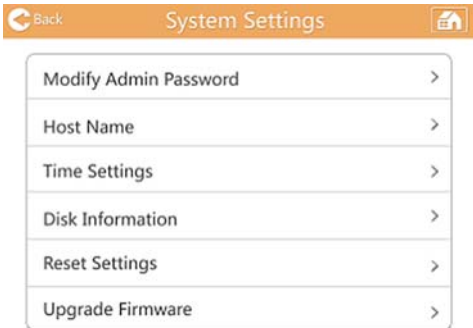 Back System Settings
Modify Admin Password
Host Name
Time Settings
Disk Information
Reset Settings
Upgrade Firmware